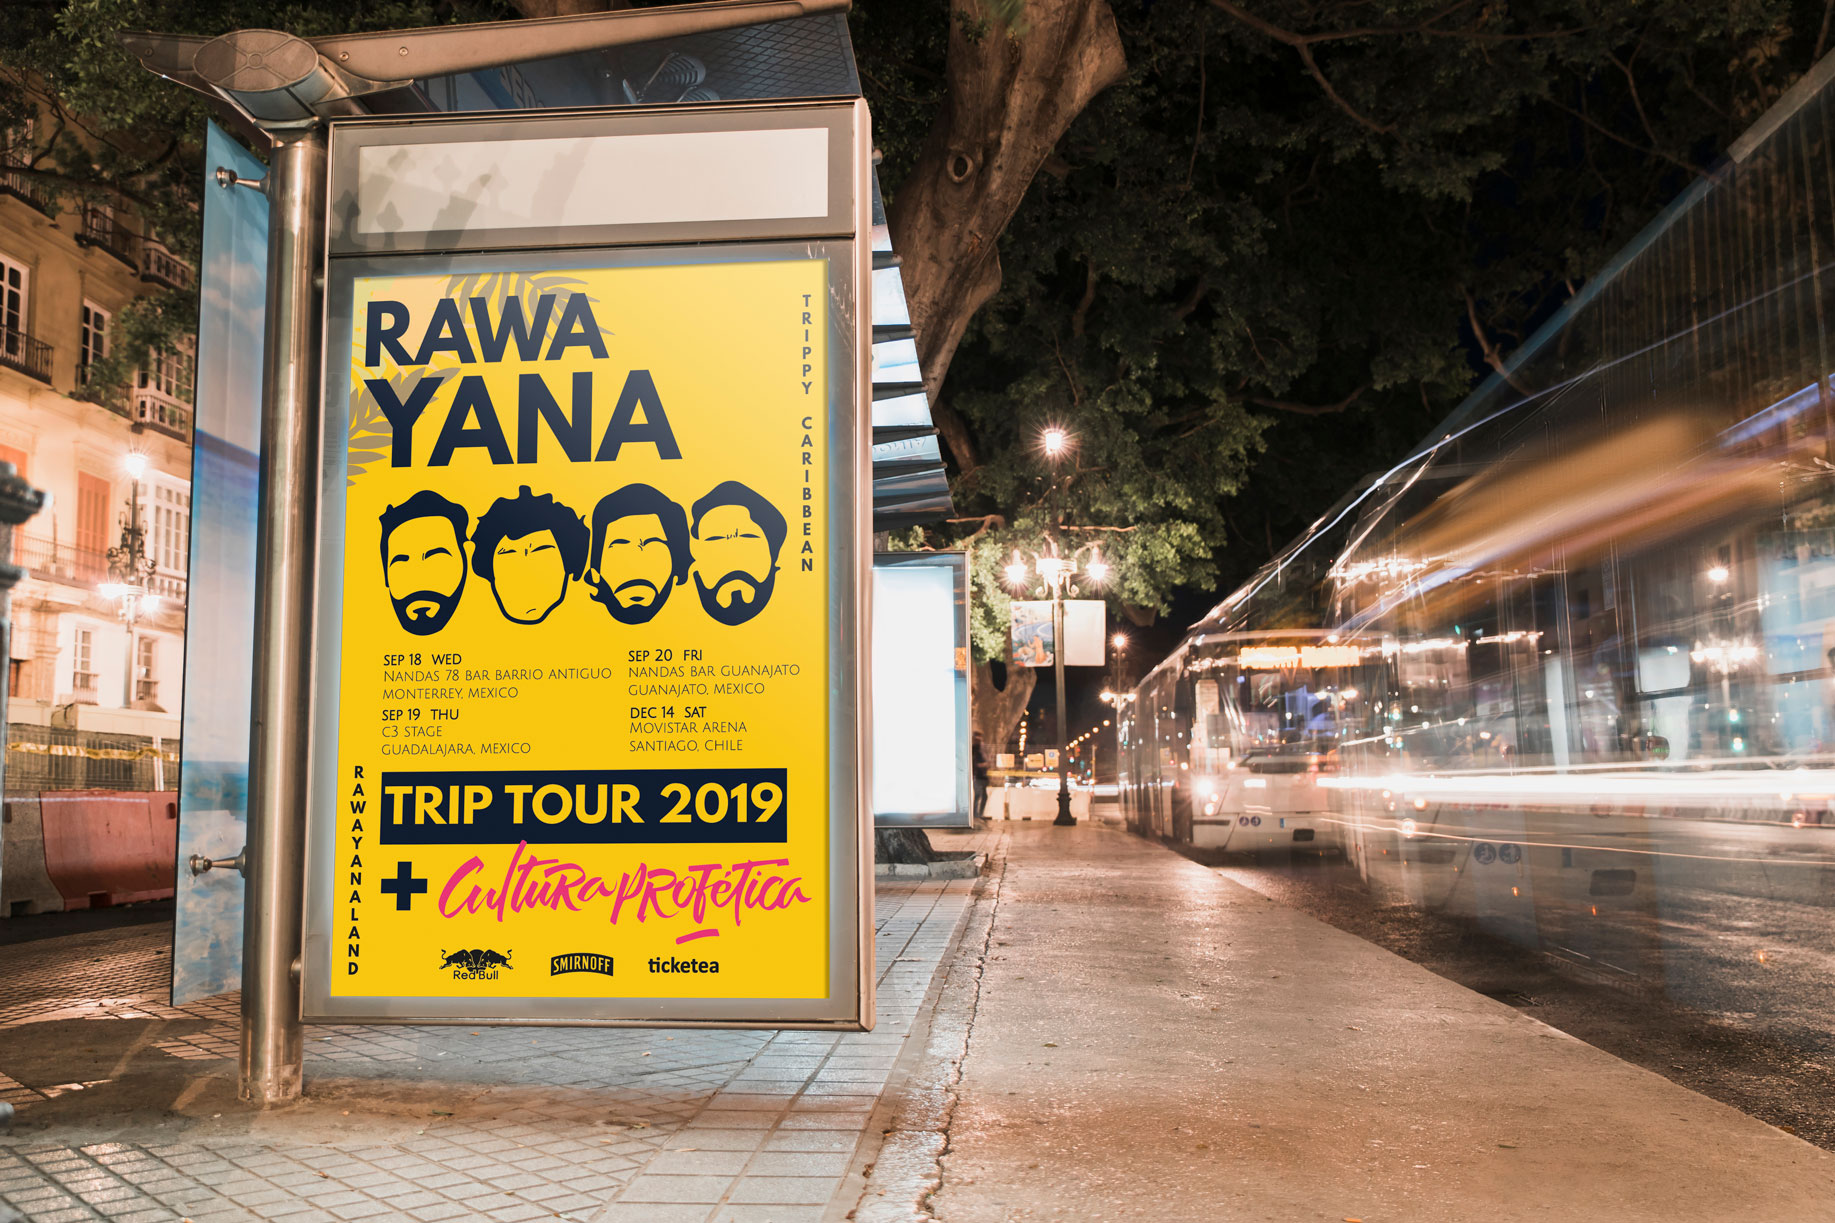 RAWA
YANA
TRIPPY CARIBBEAN
SEP 18 WED
NANDAS 78 BAR BARRIO ANTIGUO
MONTERREY, MEXICO
SEP 19 THU
C3 STAGE
GUADALAJARA, MEXICO
SEP 20 FRI
NANDAS BAR GUANAJATO
GUANAJATO, MEXICO
DEC 14 SAT
MOVISTAR ARENA
SANTIAGO, CHILE
RAWAYANALAND
TRIP TOUR 2019
+ Cultura Profética
Red Bull
SMIRNOFF
ticketea